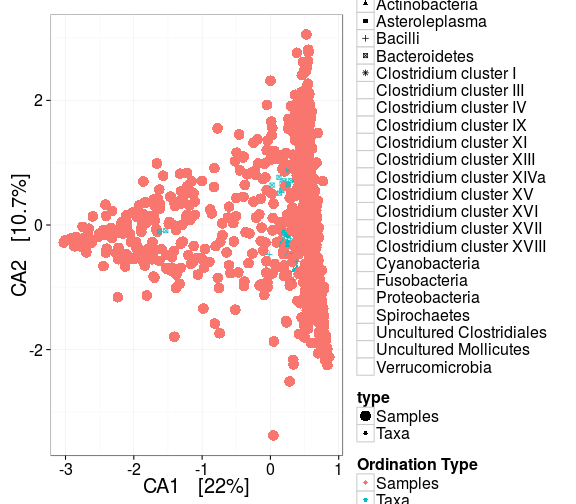 Actinobacteria
Asteroleplasma
Bacilli
Bacteroidetes
Clostridium cluster I
Clostridium cluster III
Clostridium cluster IV
Clostridium cluster IX
Clostridium cluster XI
Clostridium cluster XIII
Clostridium cluster XIVa
Clostridium cluster XV
Clostridium cluster XVI
Clostridium cluster XVII
Clostridium cluster XVIII
Cyanobacteria
Fusobacteria
Proteobacteria
Spirochaetes
Uncultured Clostridiales
Uncultured Mollicutes
Verrucomicrobia
type
Samples
Taxa
Ordination Type
Samples
Taxa
2
0
-2
CA2 [10.7%]
-3 -2 -1 0 1
CA1 [22%]